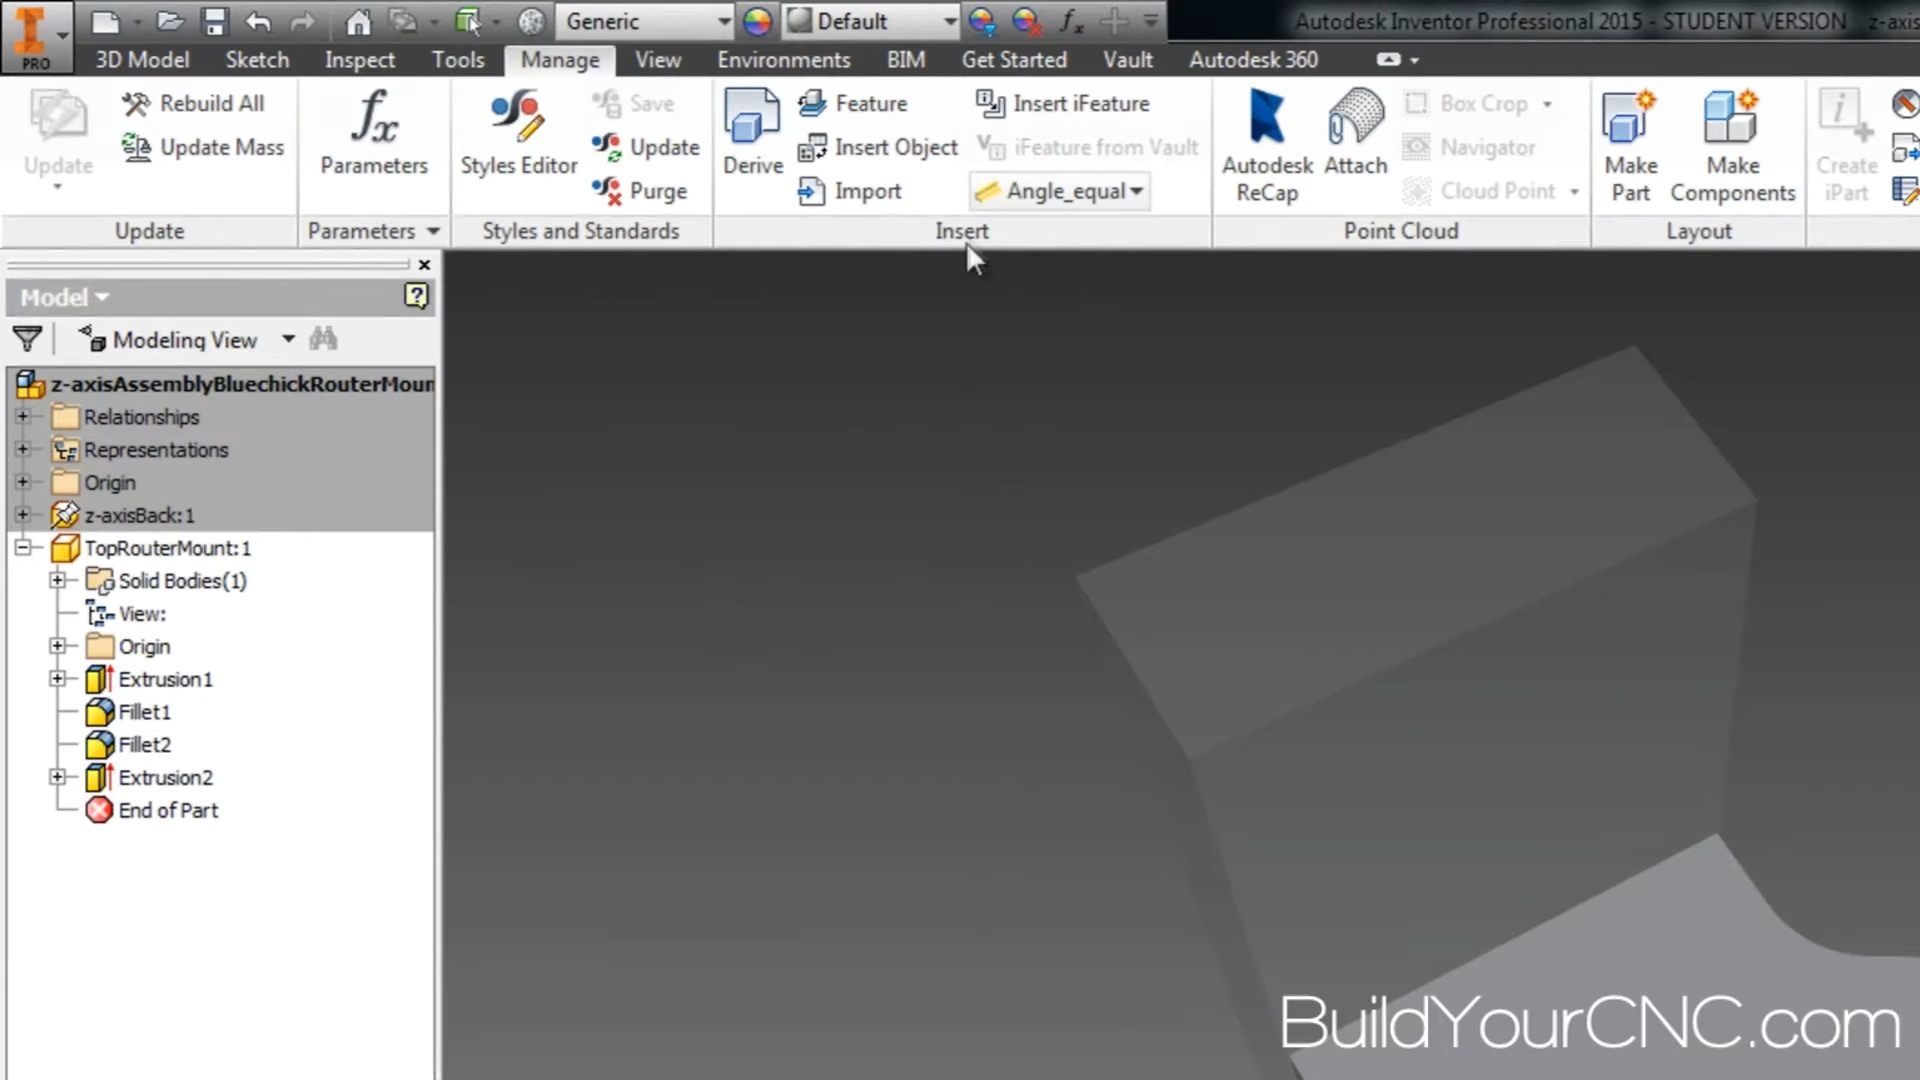 PRO
Generic
Default
fx
Autodesk Inventor Professional 2015 - STUDENT VERSION z-axis
3D Model Sketch Inspect Tools Manage View Environments BIM Get Started Vault Autodesk 360
Update
Rebuild All
Update Mass
Update
fx
Parameters
Parameters
Styles Editor
Save
Update
Purge
Styles and Standards
Derive
Feature
Insert Object
Import
Insert iFeature
iFeature from Vault
Angle_equal
Insert
Autodesk
ReCap
Attach
Box Crop
Navigator
Cloud Point
Point Cloud
Make
Part
Make
Components
Layout
Create
iPart
Model
?
Modeling View
z-axisAssemblyBluechickRouterMoun
Relationships
Representations
Origin
z-axisBack:1
TopRouterMount:1
Solid Bodies(1)
View:
Origin
Extrusion1
Fillet1
Fillet2
Extrusion2
End of Part
BuildYourCNC.com